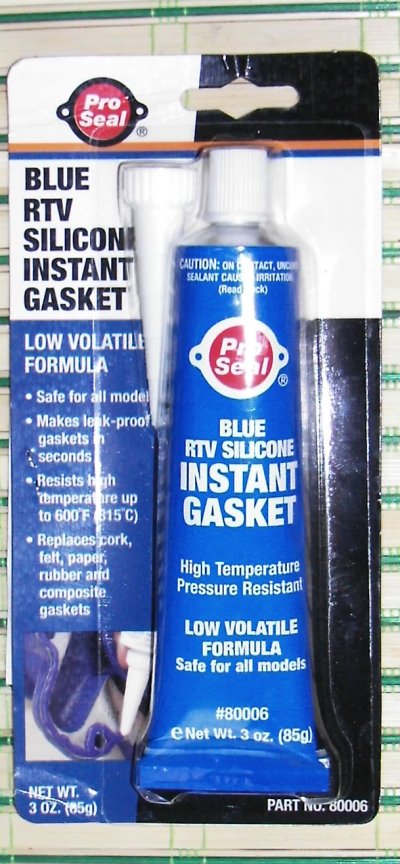 Pro
Seal
®
BLUE
RTV
SILICONE
INSTANT
GASKET
LOW VOLATILE
FORMULA
• Safe for all model
• Makes leak-proof
gaskets in
seconds
• Resists high
temperature up
to 600°F (315°C)
• Replaces cork,
felt, paper,
rubber and
composite
gaskets
NET WT.
3 OZ. (85g)
CAUTION: ON CONTACT, UNCURED
SEALANT CAUSES IRRITATION
(Read Back)
Pro
Seal
®
BLUE
RTV SILICONE
INSTANT
GASKET
High Temperature
Pressure Resistant
LOW VOLATILE
FORMULA
Safe for all models
#80006
℮ Net Wt. 3 oz. (85g)
PART NO. 80006